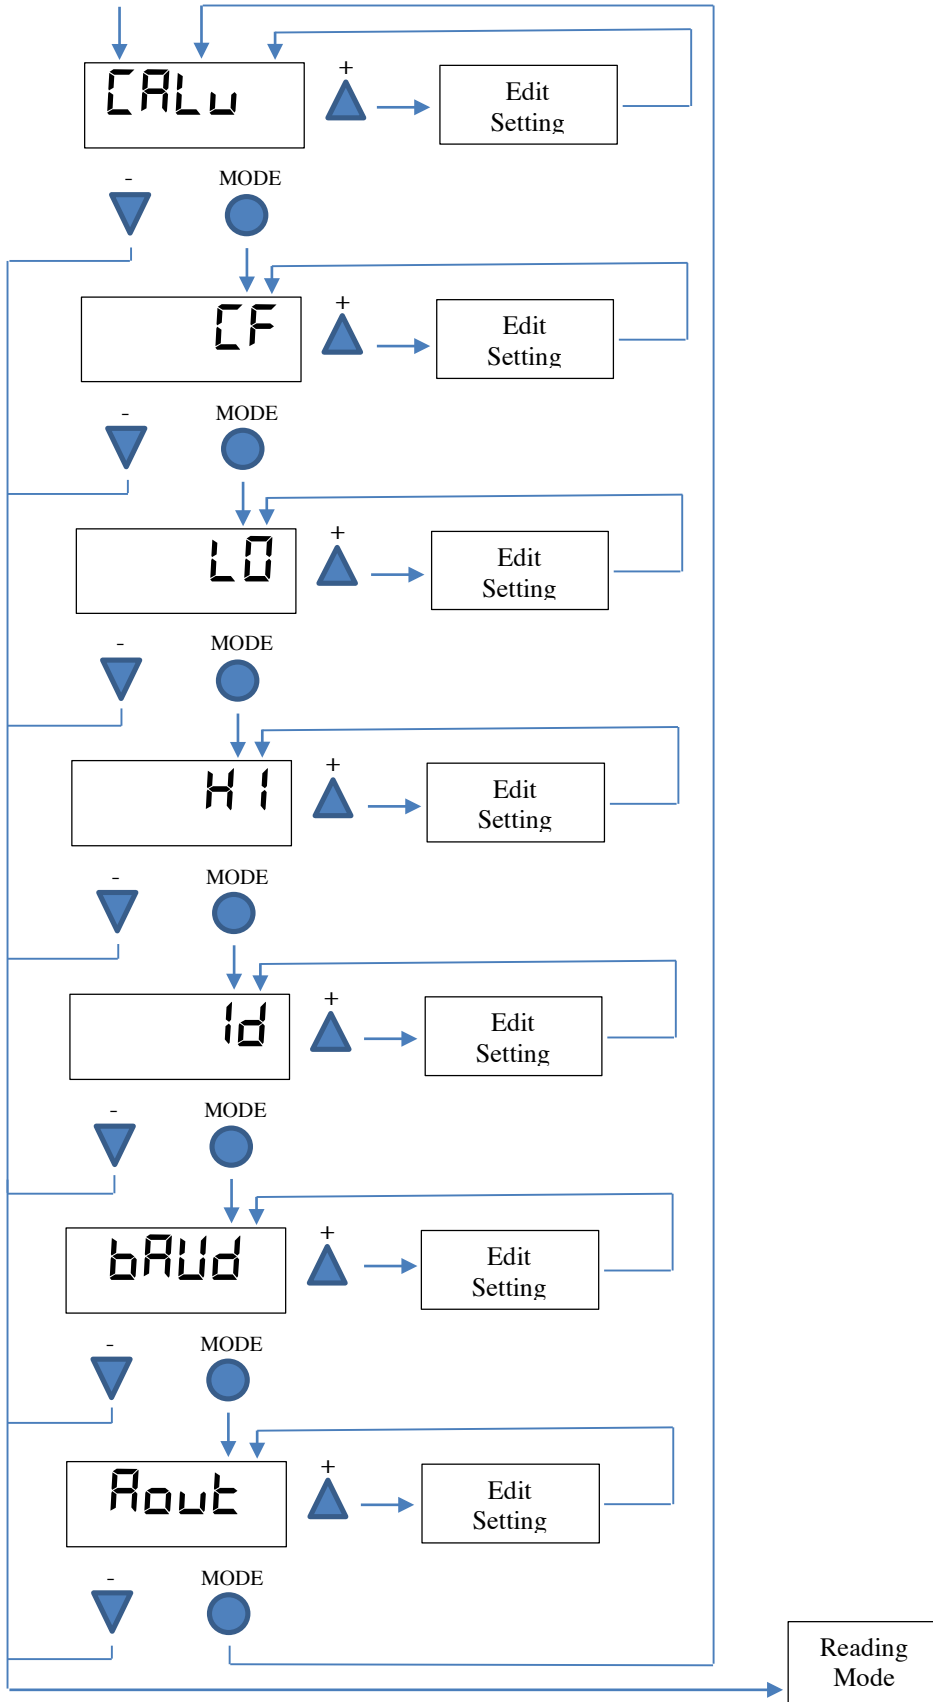 +
CALu
Edit
Setting
-
MODE
+
CF
Edit
Setting
-
MODE
+
LO
Edit
Setting
-
MODE
+
HI
Edit
Setting
-
MODE
+
Id
Edit
Setting
-
MODE
+
bAUd
Edit
Setting
-
MODE
+
Aout
Edit
Setting
-
MODE
Reading
Mode